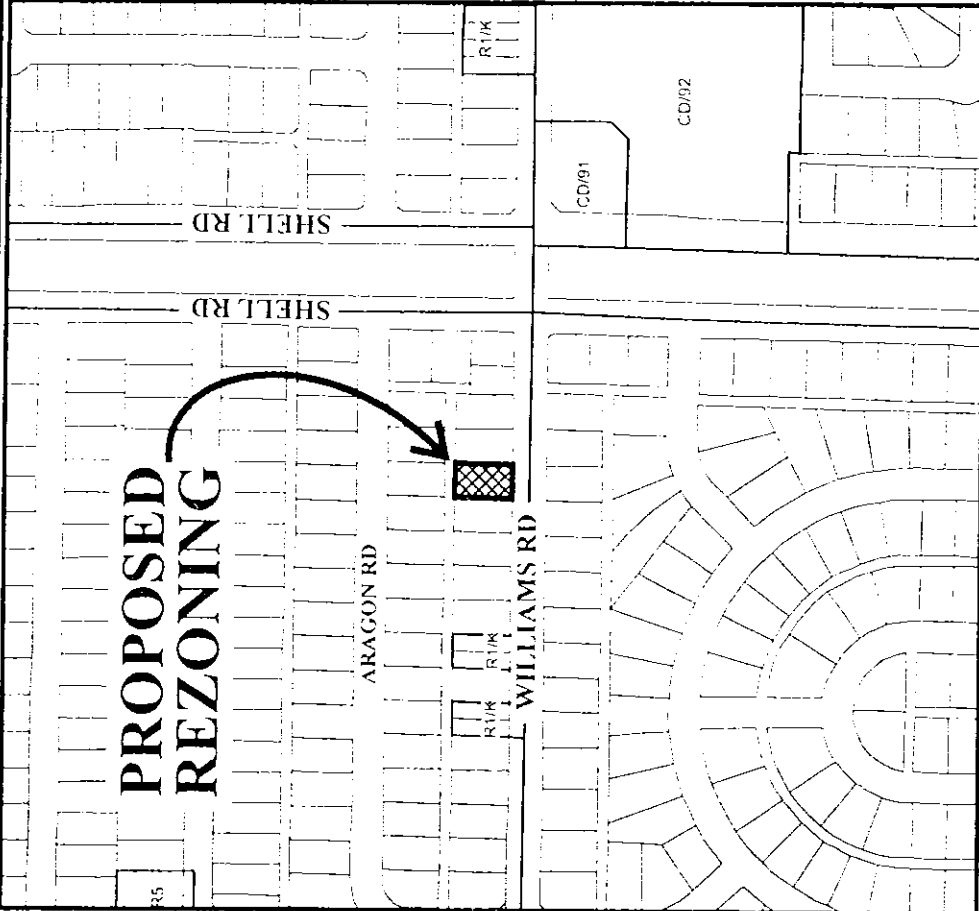 R1/K
CD/92
CD/91
SHELL RD
SHELL RD
PROPOSED
REZONING
ARAGON RD
WILLIAMS RD
R1/K
R1/K
R5